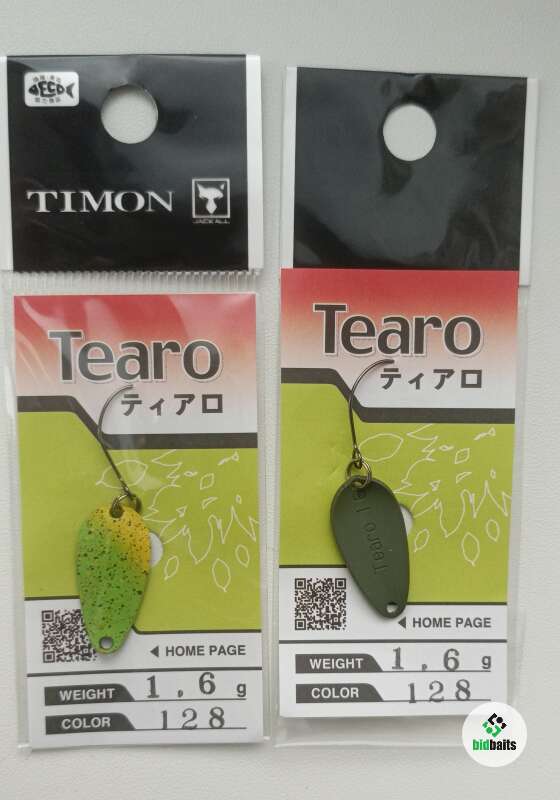 ECO
TIMON
JACKALL
Tearo
ティアロ
HOME PAGE
WEIGHT 1.6 g
COLOR 128
Tearo
ティアロ
Tearo
HOME PAGE
WEIGHT 1.6 g
COLOR 128
bidbaits